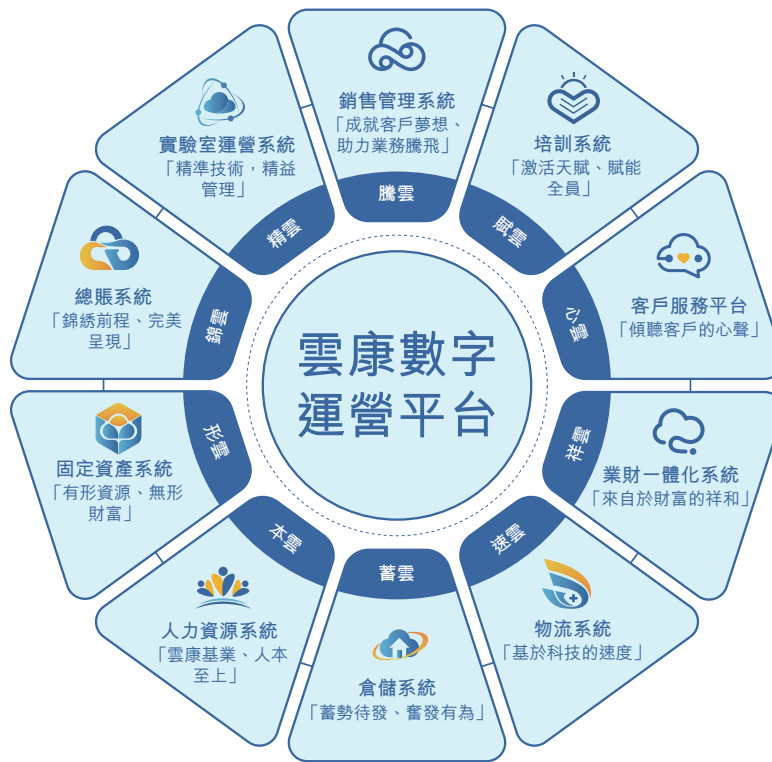 雲康數字
運營平台
銷售管理系統
「成就客戶夢想、
助力業務騰飛」
騰雲
培訓系統
「激活天賦、賦能
全員」
賦雲
客戶服務平台
「傾聽客戶的心聲」
心雲
業財一體化系統
「來自於財富的祥和」
祥雲
物流系統
「基於科技的速度」
速雲
倉儲系統
「蓄勢待發、奮發有為」
蓄雲
人力資源系統
「雲康基業、人本
至上」
本雲
固定資產系統
「有形資源、無形
財富」
形雲
總賬系統
「錦綉前程、完美
呈現」
錦雲
實驗室運營系統
「精準技術，精益
管理」
精雲